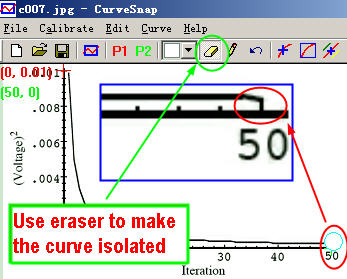 c007.jpg - CurveSnap
File Calibrate Edit Curve Help
P1 P2
(0, 0.01)
(50, 0)
.008
.006
.004
(Voltage)2
50
Use eraser to make
the curve isolated
30 40 50
Iteration